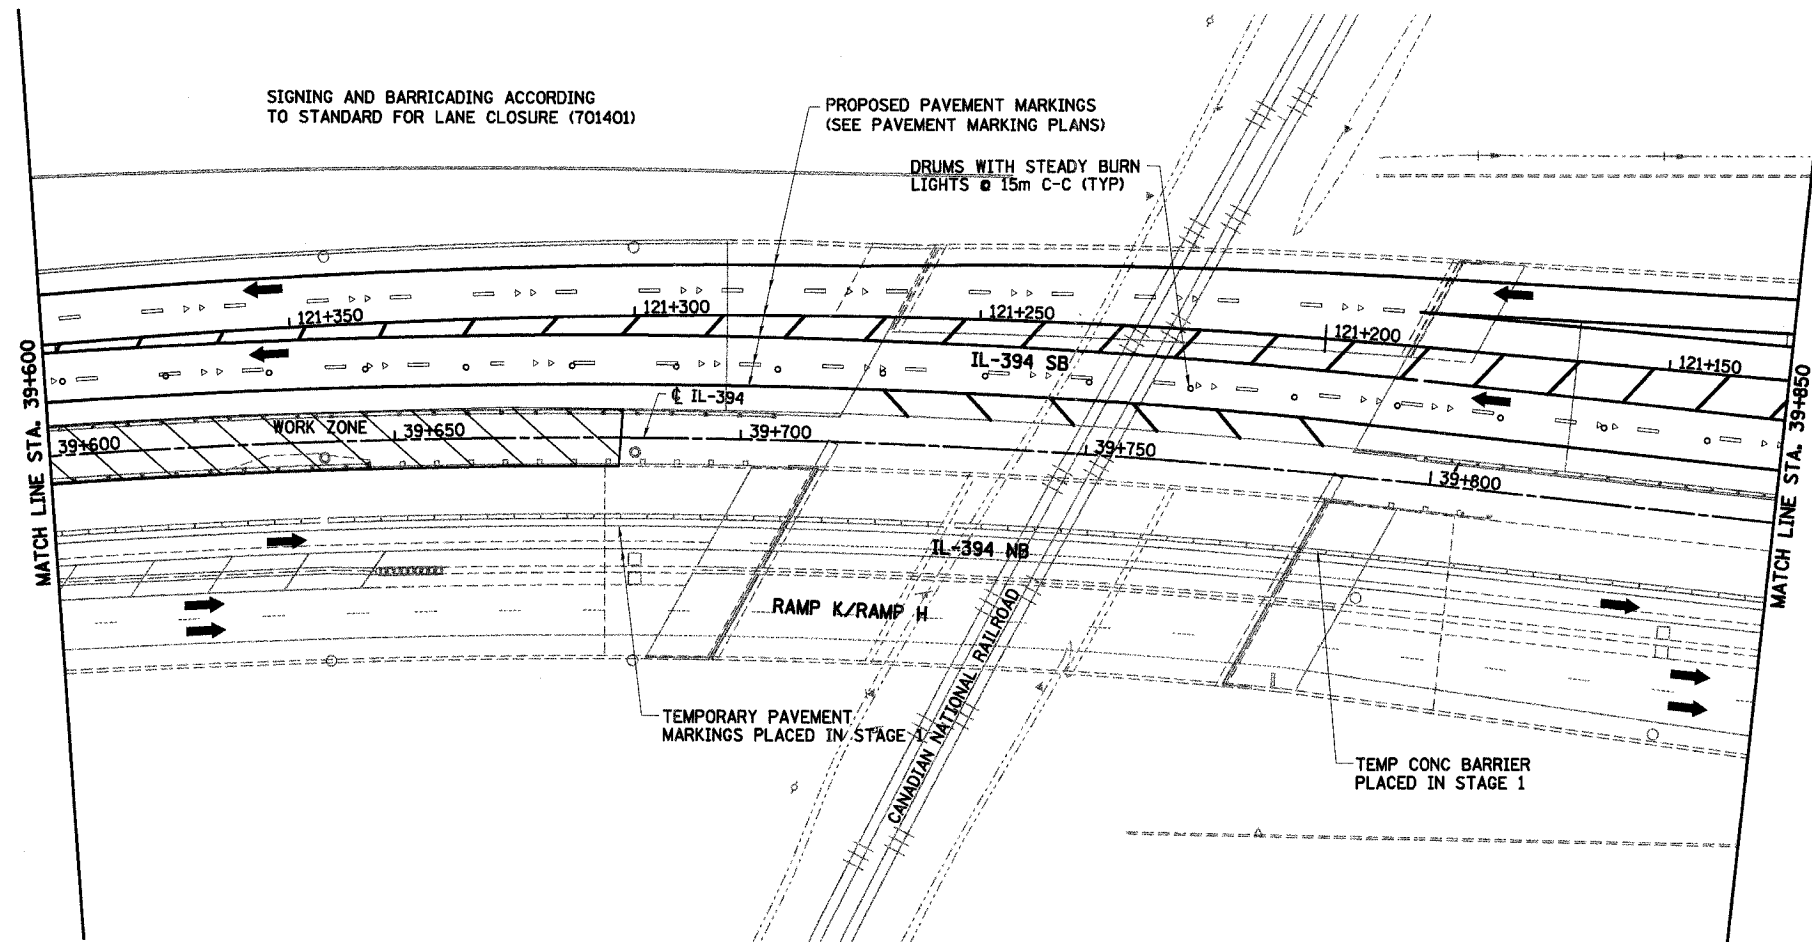 SIGNING AND BARRICADING ACCORDING
TO STANDARD FOR LANE CLOSURE (701401)
PROPOSED PAVEMENT MARKINGS
(SEE PAVEMENT MARKING PLANS)
DRUMS WITH STEADY BURN
LIGHTS @ 15m C-C (TYP)
121+350
121+300
121+250
121+200
121+150
IL-394 SB
℄ IL-394
WORK ZONE
39+600
39+650
39+700
39+750
39+800
MATCH LINE STA. 39+600
MATCH LINE STA. 39+850
IL-394 NB
RAMP K/RAMP H
CANADIAN NATIONAL RAILROAD
TEMPORARY PAVEMENT
MARKINGS PLACED IN STAGE 1
TEMP CONC BARRIER
PLACED IN STAGE 1